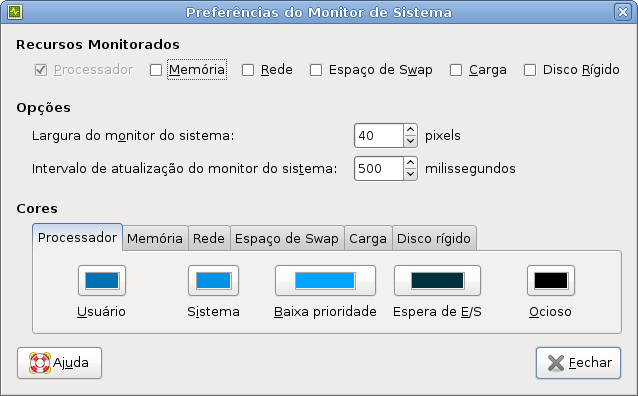 Preferências do Monitor de Sistema
Recursos Monitorados
Processador Memória Rede Espaço de Swap Carga Disco Rígido
Opções
Largura do monitor do sistema: 40 pixels
Intervalo de atualização do monitor do sistema: 500 milissegundos
Cores
Processador Memória Rede Espaço de Swap Carga Disco rígido
Usuário Sistema Baixa prioridade Espera de E/S Ocioso
Ajuda Fechar